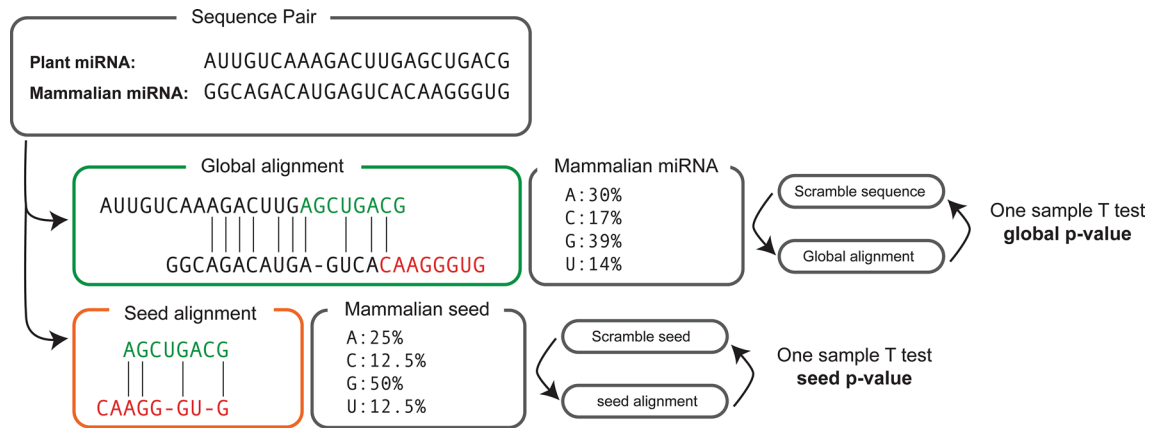 Sequence Pair
Plant miRNA: AUUGUCAAAGACUUGAGCUGACG
Mammalian miRNA: GGCAGACAUGAGUCACAAGGGUG
Global alignment
AUUGUCAAAGACUUGAGCUGACG
GGCAGACAUGA-GUCACAAGGGUG
Mammalian miRNA
A:30%
C:17%
G:39%
U:14%
Scramble sequence
Global alignment
One sample T test
global p-value
Seed alignment
AGCUGACG
CAAGG-GU-G
Mammalian seed
A:25%
C:12.5%
G:50%
U:12.5%
Scramble seed
seed alignment
One sample T test
seed p-value